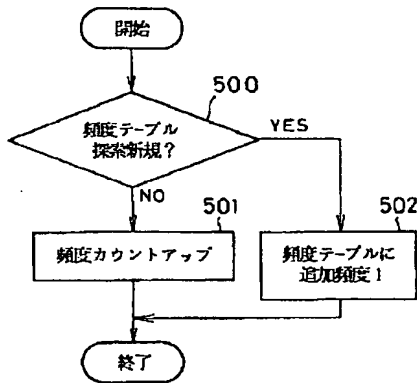 開始
500
頻度テーブル
探索新規?
YES
NO
501
頻度カウントアップ
502
頻度テーブルに
追加頻度1
終了